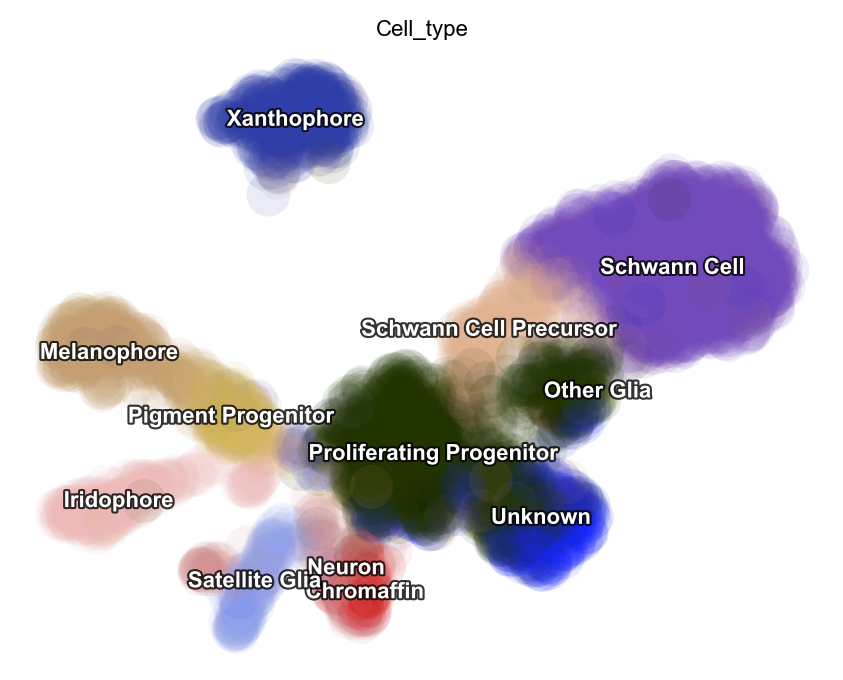 Cell_type
Xanthophore
Schwann Cell
Schwann Cell Precursor
Melanophore
Other Glia
Pigment Progenitor
Proliferating Progenitor
Iridophore
Unknown
Neuron
Satellite Glia
Chromaffin